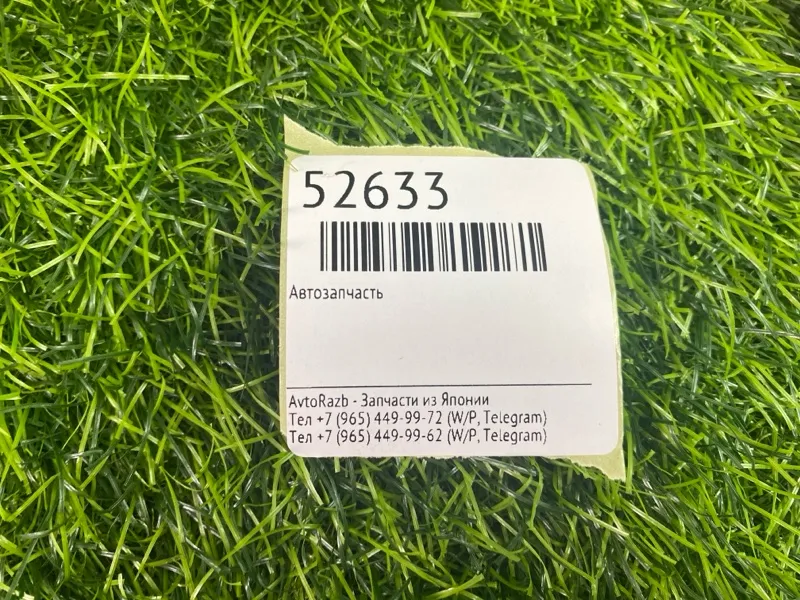 52633
Автозапчасть
AvtoRazb - Запчасти из Японии
Тел +7 (965) 449-99-72 (W/P, Telegram)
Тел +7 (965) 449-99-62 (W/P, Telegram)